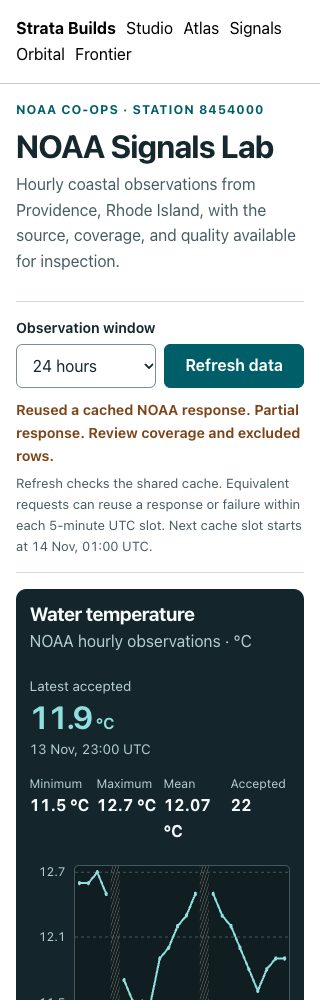 Strata Builds Studio Atlas Signals
Orbital Frontier
NOAA CO-OPS · STATION 8454000
NOAA Signals Lab
Hourly coastal observations from
Providence, Rhode Island, with the
source, coverage, and quality available
for inspection.
Observation window
24 hours
Refresh data
Reused a cached NOAA response. Partial
response. Review coverage and excluded
rows.
Refresh checks the shared cache. Equivalent
requests can reuse a response or failure within
each 5-minute UTC slot. Next cache slot starts
at 14 Nov, 01:00 UTC.
Water temperature
NOAA hourly observations · °C
Latest accepted
11.9 °C
13 Nov, 23:00 UTC
Minimum Maximum Mean Accepted
11.5 °C 12.7 °C 12.07 22
°C
12.7
12.1